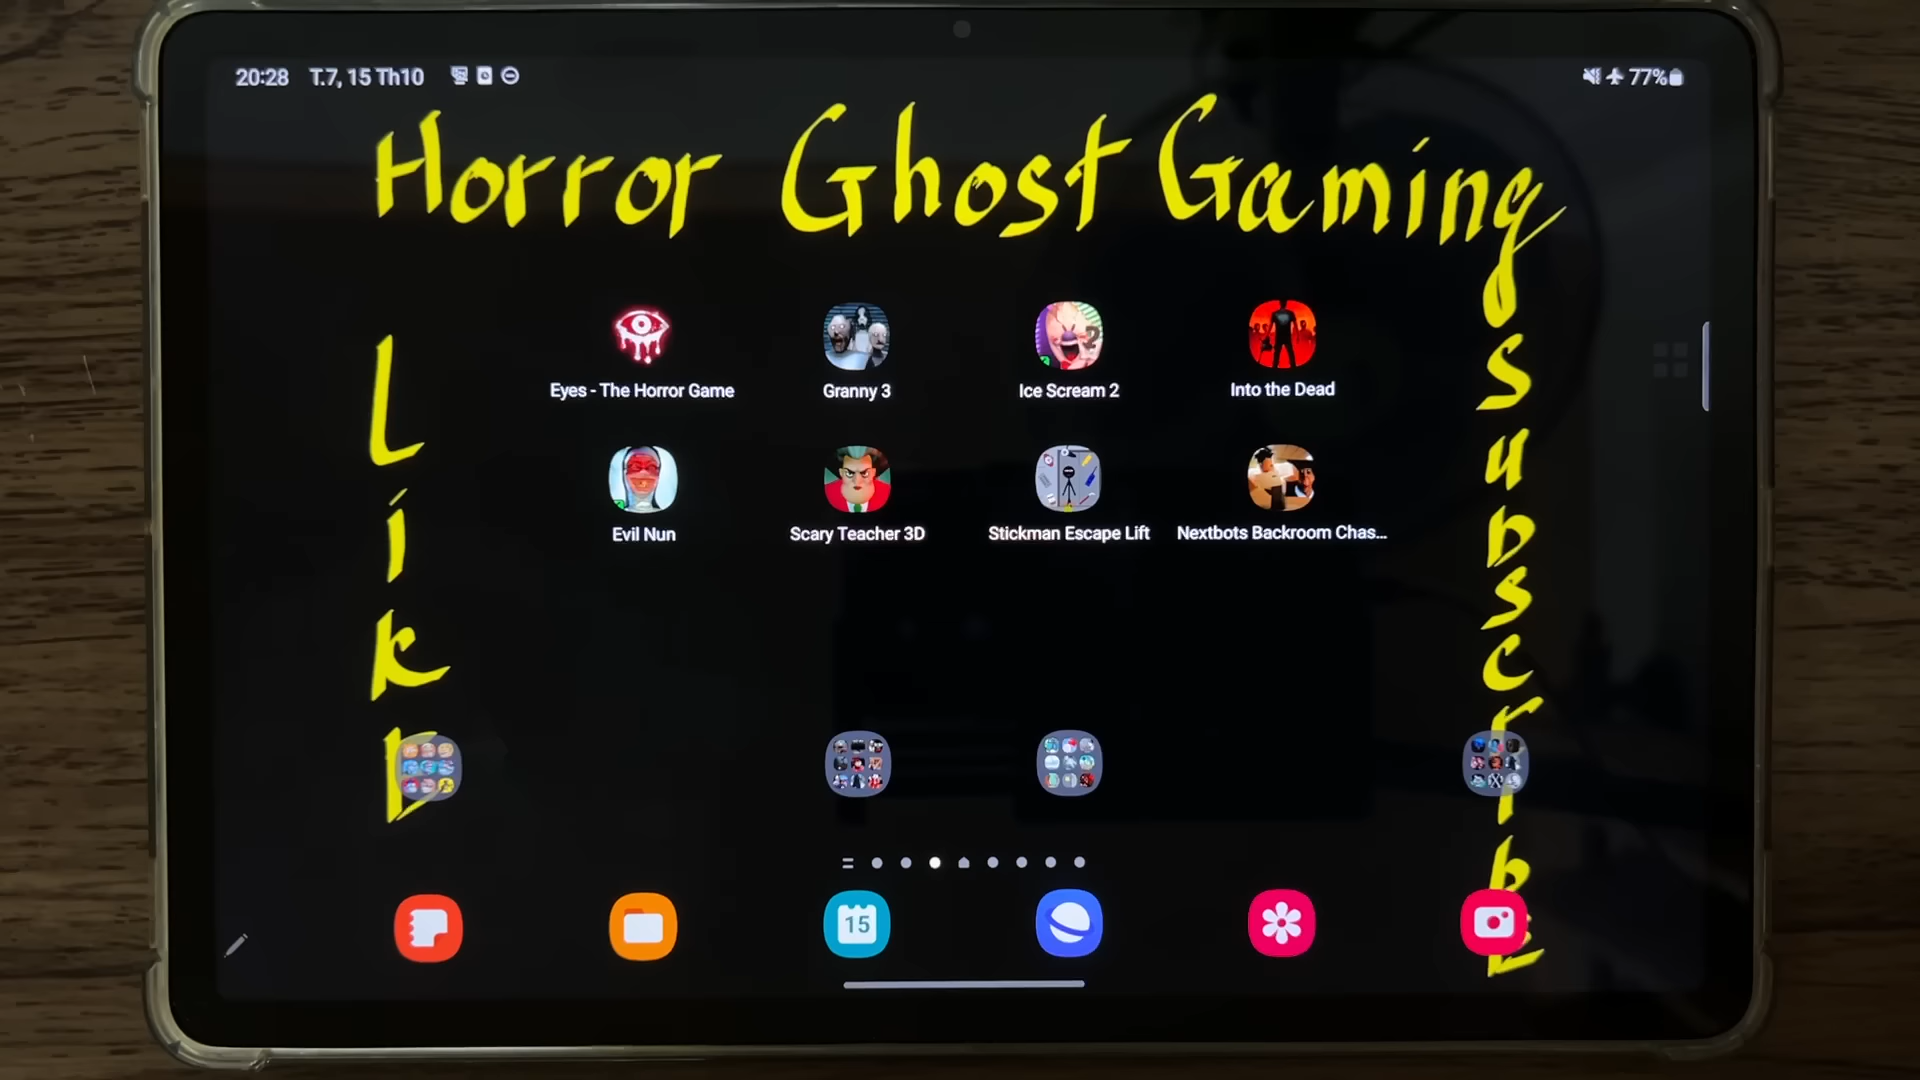 20:28 T.7, 15 Th10 77%
Horror Ghost Gaming
Like
Subscribe
Eyes - The Horror Game Granny 3 Ice Scream 2 Into the Dead
Evil Nun Scary Teacher 3D Stickman Escape Lift Nextbots Backroom Chas...
15